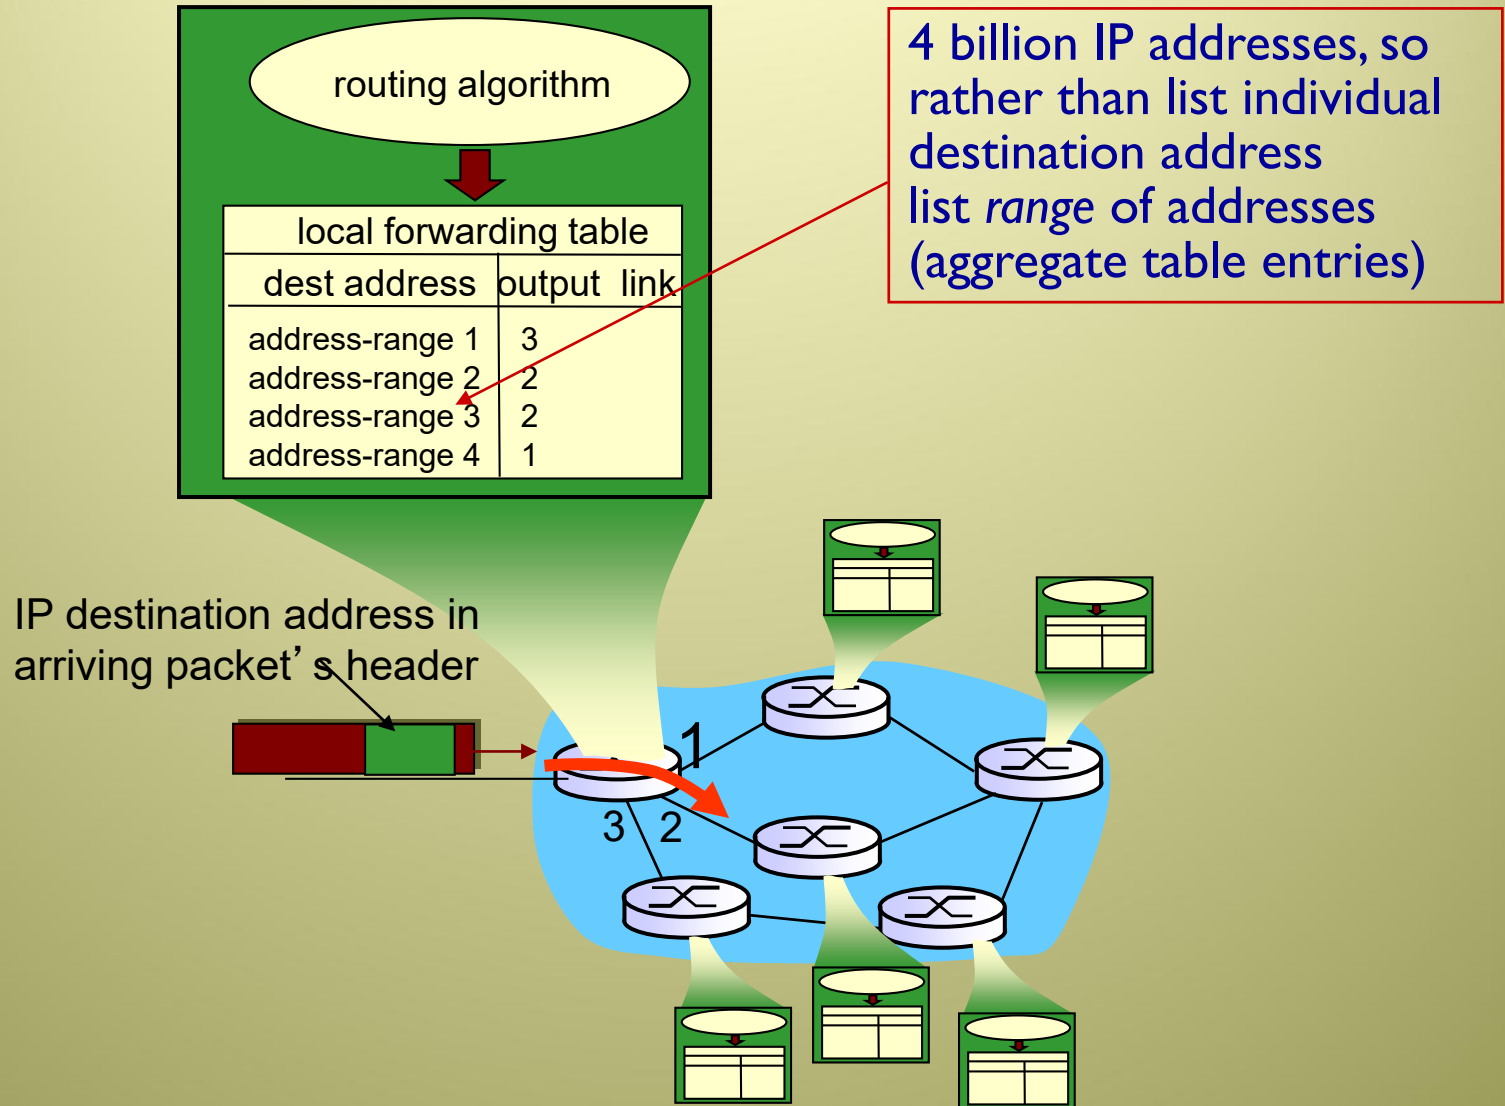 routing algorithm
local forwarding table
dest address output link
address-range 1 3
address-range 2 2
address-range 3 2
address-range 4 1
4 billion IP addresses, so
rather than list individual
destination address
list range of addresses
(aggregate table entries)
IP destination address in
arriving packet’s header
1
3 2